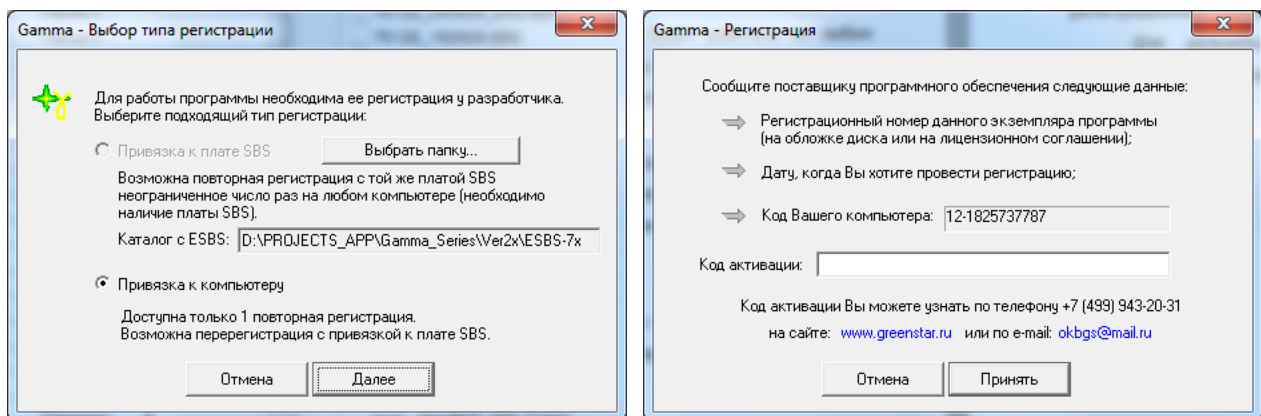 Gamma - Выбор типа регистрации
Для работы программы необходима ее регистрация у разработчика.
Выберите подходящий тип регистрации:
Привязка к плате SBS
Выбрать папку...
Возможна повторная регистрация с той же платой SBS
неограниченное число раз на любом компьютере (необходимо
наличие платы SBS).
Каталог с ESBS: D:\PROJECTS_APP\Gamma_Series\Ver2x\ESBS-7x
Привязка к компьютеру
Доступна только 1 повторная регистрация.
Возможна перерегистрация с привязкой к плате SBS.
Отмена
Далее
Gamma - Регистрация
Сообщите поставщику программного обеспечения следующие данные:
Регистрационный номер данного экземпляра программы
(на обложке диска или на лицензионном соглашении);
Дату, когда Вы хотите провести регистрацию;
Код Вашего компьютера: 12-1825737787
Код активации:
Код активации Вы можете узнать по телефону +7 (499) 943-20-31
на сайте: www.greenstar.ru или по e-mail: okbgs@mail.ru
Отмена
Принять